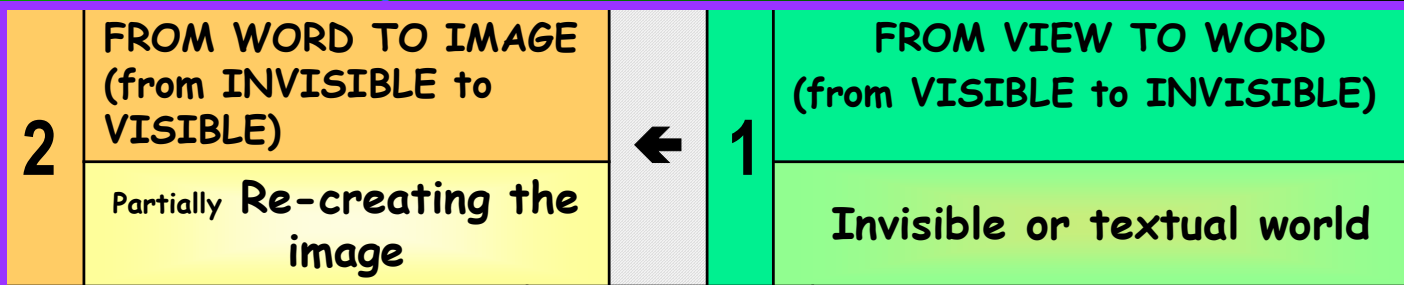 2
FROM WORD TO IMAGE
(from INVISIBLE to
VISIBLE)
Partially Re-creating the
image
🡸
1
FROM VIEW TO WORD
(from VISIBLE to INVISIBLE)
Invisible or textual world